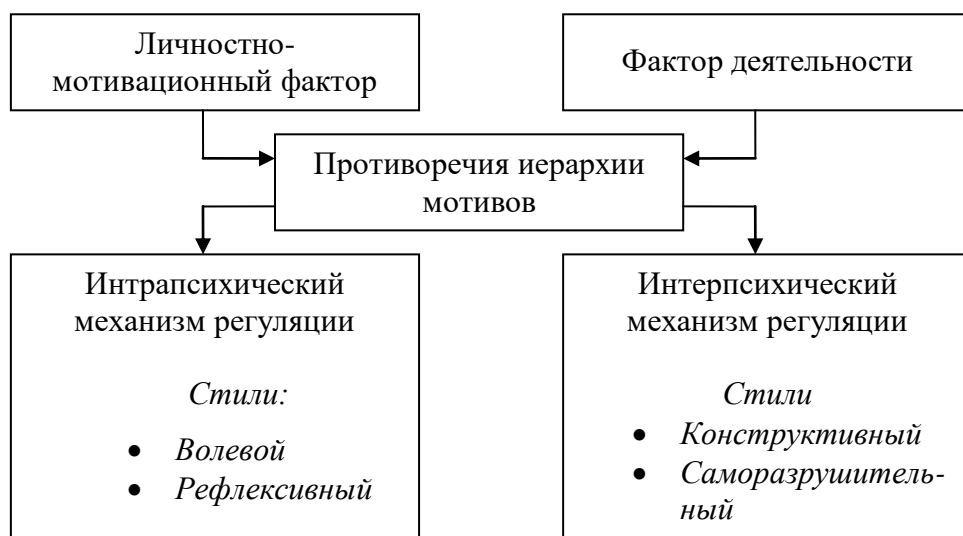 Личностно-
мотивационный фактор
Фактор деятельности
Противоречия иерархии
мотивов
Интрапсихический
механизм регуляции
Стили:
• Волевой
• Рефлексивный
Интерпсихический
механизм регуляции
Стили
• Конструктивный
• Саморазрушитель-
ный